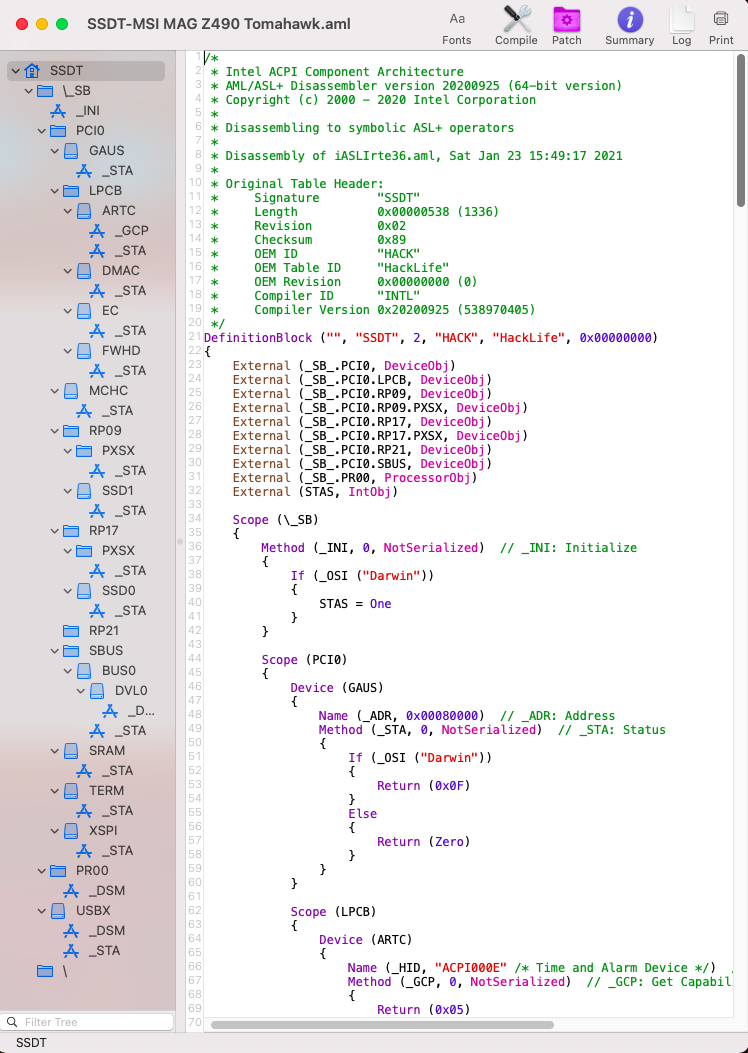 SSDT-MSI MAG Z490 Tomahawk.aml
Aa
Fonts
Compile
Patch
Summary
Log
Print
SSDT
\_SB
_INI
PCI0
GAUS
_STA
LPCB
ARTC
_GCP
_STA
DMAC
_STA
EC
_STA
FWHD
_STA
MCHC
_STA
RP09
PXSX
_STA
SSD1
_STA
RP17
PXSX
_STA
SSD0
_STA
RP21
SBUS
BUS0
DVL0
_D...
_STA
SRAM
_STA
TERM
_STA
XSPI
_STA
PR00
_DSM
USBX
_DSM
_STA
\
Filter Tree
SSDT
1 /*
2 * Intel ACPI Component Architecture
3 * AML/ASL+ Disassembler version 20200925 (64-bit version)
4 * Copyright (c) 2000 - 2020 Intel Corporation
5 *
6 * Disassembling to symbolic ASL+ operators
7 *
8 * Disassembly of iASLIrte36.aml, Sat Jan 23 15:49:17 2021
9 *
10 * Original Table Header:
11 *     Signature        "SSDT"
12 *     Length           0x00000538 (1336)
13 *     Revision         0x02
14 *     Checksum         0x89
15 *     OEM ID           "HACK"
16 *     OEM Table ID     "HackLife"
17 *     OEM Revision     0x00000000 (0)
18 *     Compiler ID      "INTL"
19 *     Compiler Version 0x20200925 (538970405)
20 */
21 DefinitionBlock ("", "SSDT", 2, "HACK", "HackLife", 0x00000000)
22 {
23     External (_SB_.PCI0, DeviceObj)
24     External (_SB_.PCI0.LPCB, DeviceObj)
25     External (_SB_.PCI0.RP09, DeviceObj)
26     External (_SB_.PCI0.RP09.PXSX, DeviceObj)
27     External (_SB_.PCI0.RP17, DeviceObj)
28     External (_SB_.PCI0.RP17.PXSX, DeviceObj)
29     External (_SB_.PCI0.RP21, DeviceObj)
30     External (_SB_.PCI0.SBUS, DeviceObj)
31     External (_SB_.PR00, ProcessorObj)
32     External (STAS, IntObj)
33
34     Scope (\_SB)
35     {
36         Method (_INI, 0, NotSerialized)  // _INI: Initialize
37         {
38             If (_OSI ("Darwin"))
39             {
40                 STAS = One
41             }
42         }
43
44         Scope (PCI0)
45         {
46             Device (GAUS)
47             {
48                 Name (_ADR, 0x00080000)  // _ADR: Address
49                 Method (_STA, 0, NotSerialized)  // _STA: Status
50                 {
51                     If (_OSI ("Darwin"))
52                     {
53                         Return (0x0F)
54                     }
55                     Else
56                     {
57                         Return (Zero)
58                     }
59                 }
60             }
61
62             Scope (LPCB)
63             {
64                 Device (ARTC)
65                 {
66                     Name (_HID, "ACPI000E" /* Time and Alarm Device */)
67                     Method (_GCP, 0, NotSerialized)  // _GCP: Get Capabil
68                     {
69                         Return (0x05)
70